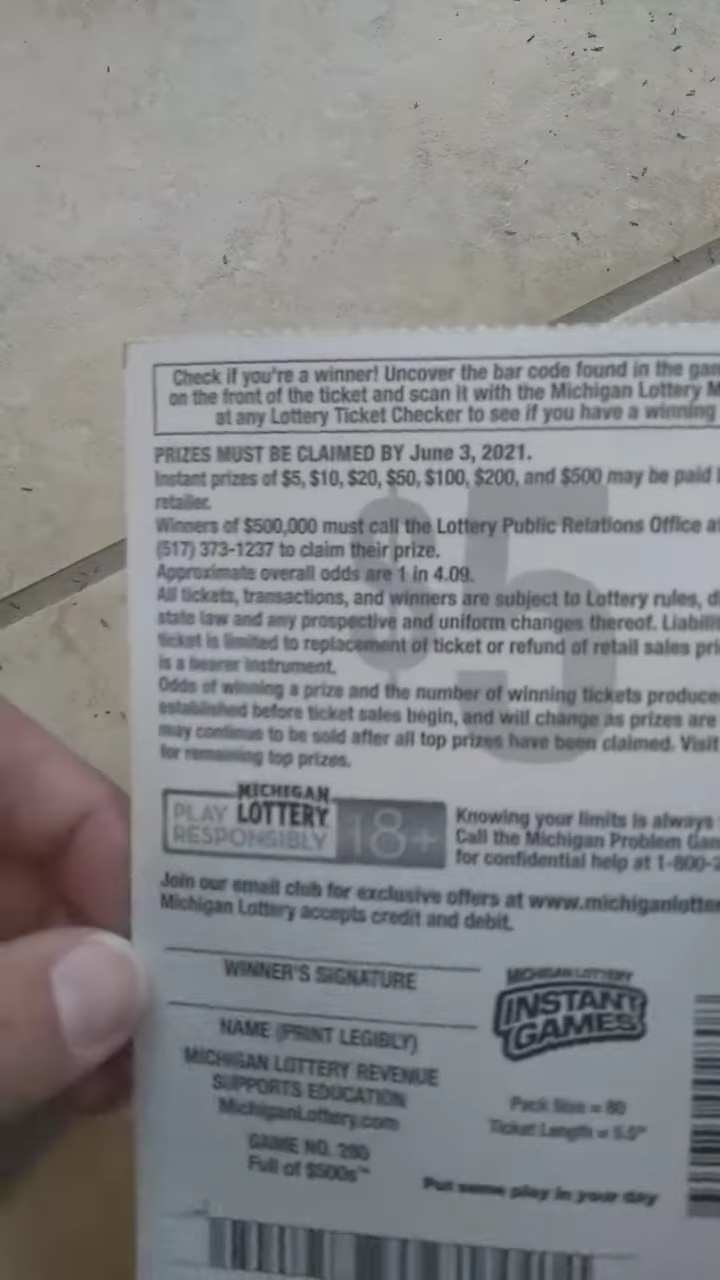 Check if you're a winner! Uncover the bar code found in the gam
on the front of the ticket and scan it with the Michigan Lottery M
at any Lottery Ticket Checker to see if you have a winning
PRIZES MUST BE CLAIMED BY June 3, 2021.
Instant prizes of $5, $10, $20, $50, $100, $200, and $500 may be paid
retailer.
Winners of $500,000 must call the Lottery Public Relations Office at
(517) 373-1237 to claim their prize.
Approximate overall odds are 1 in 4.09.
All tickets, transactions, and winners are subject to Lottery rules, d
state law and any prospective and uniform changes thereof. Liabili
ticket is limited to replacement of ticket or refund of retail sales pri
is a bearer instrument.
Odds of winning a prize and the number of winning tickets produce
established before ticket sales begin, and will change as prizes are
may continue to be sold after all top prizes have been claimed. Visit
for remaining top prizes.
$5
MICHIGAN
PLAY LOTTERY 18+
RESPONSIBLY
Knowing your limits is always
Call the Michigan Problem Gam
for confidential help at 1-800-2
Join our email club for exclusive offers at www.michiganlotte
Michigan Lottery accepts credit and debit.
WINNER'S SIGNATURE
NAME (PRINT LEGIBLY)
MICHIGAN LOTTERY REVENUE
SUPPORTS EDUCATION
MichiganLottery.com
GAME NO. 280
Full of $500s™
MICHIGAN LOTTERY
INSTANT
GAMES
Pack Size = 80
Ticket Length = 5.0"
Put some play in your day